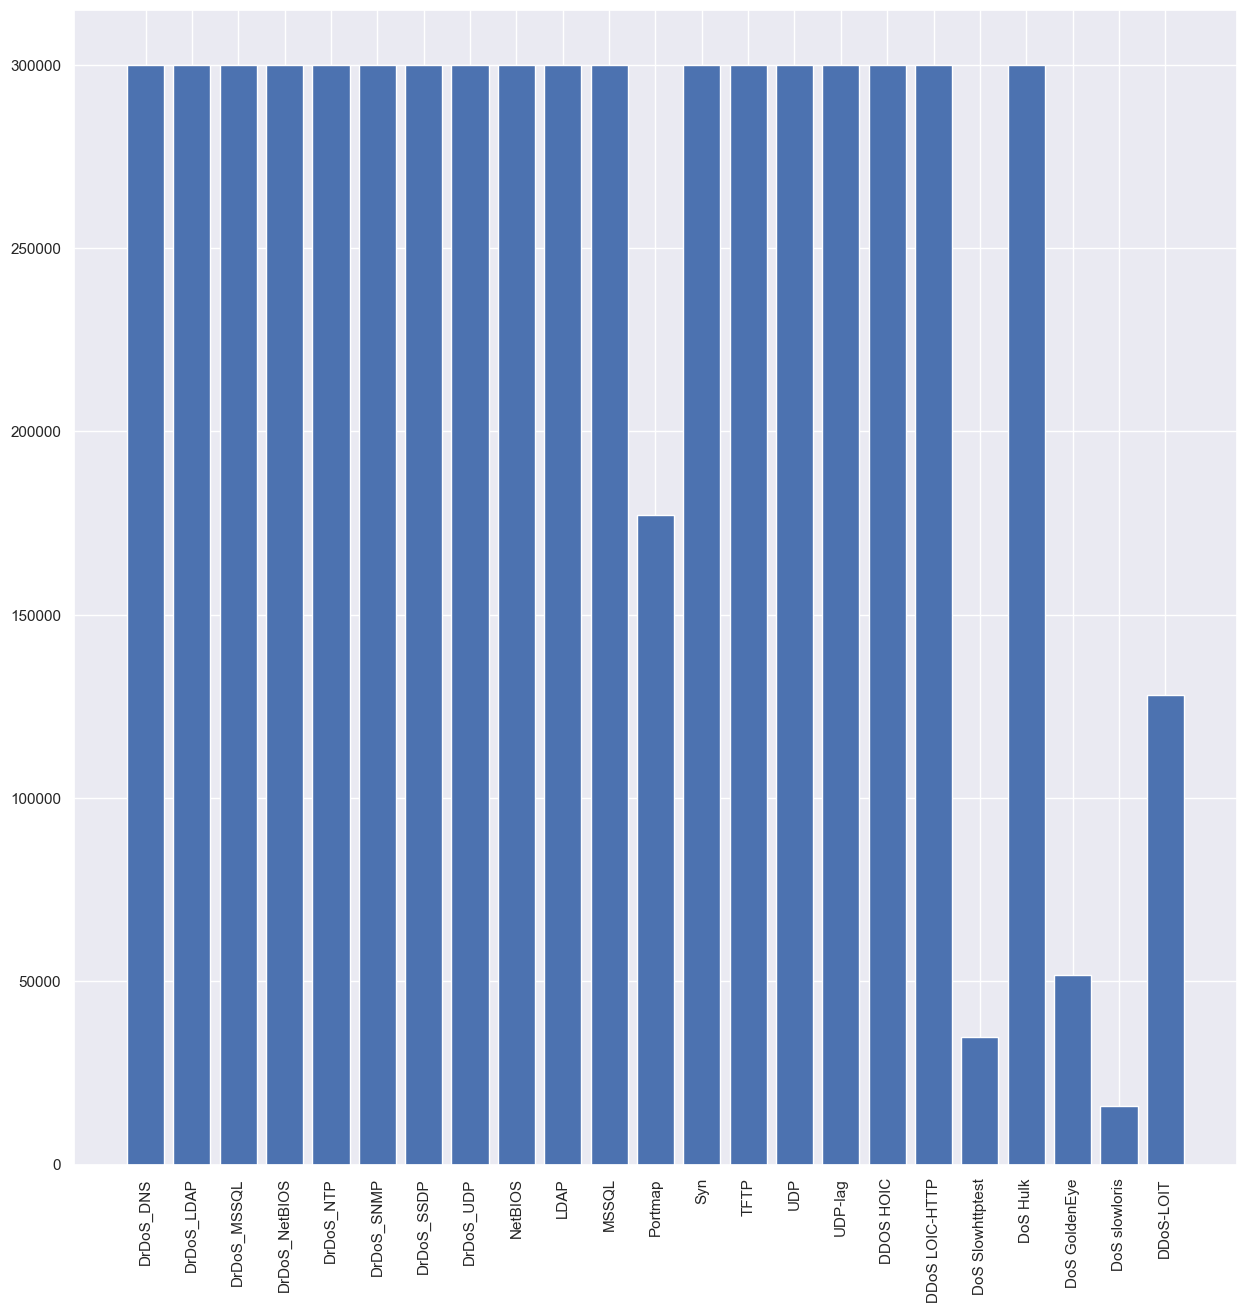 300000
250000
200000
150000
100000
50000
0
DrDoS_DNS
DrDoS_LDAP
DrDoS_MSSQL
DrDoS_NetBIOS
DrDoS_NTP
DrDoS_SNMP
DrDoS_SSDP
DrDoS_UDP
NetBIOS
LDAP
MSSQL
Portmap
Syn
TFTP
UDP
UDP-lag
DDOS HOIC
DDoS LOIC-HTTP
DoS Slowhttptest
DoS Hulk
DoS GoldenEye
DoS slowloris
DDoS-LOIT